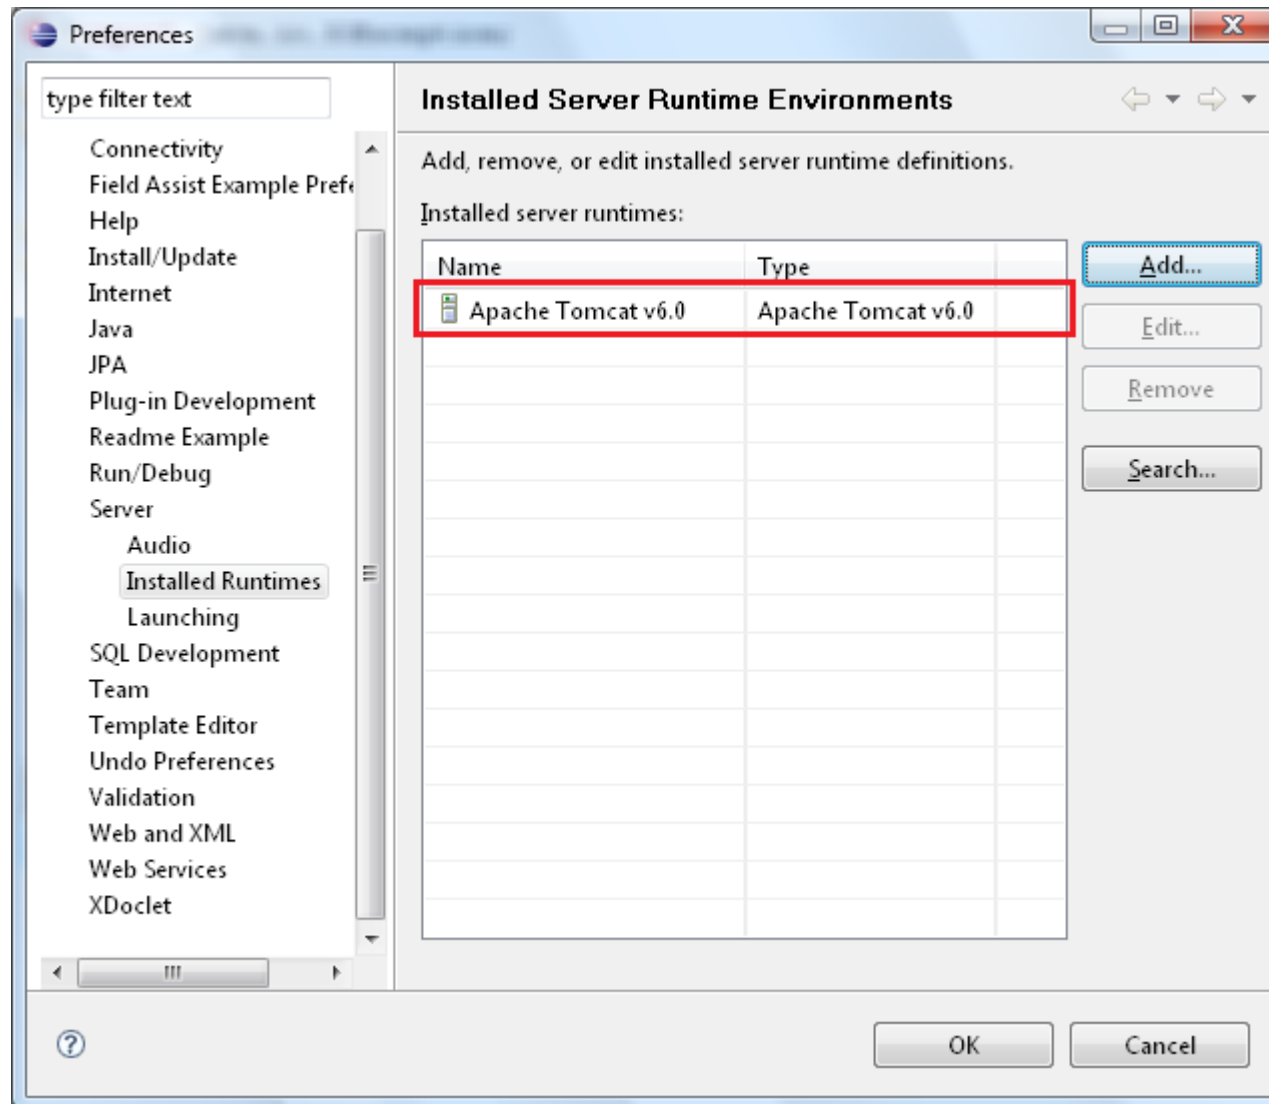 Preferences
type filter text
Connectivity
Field Assist Example Prefe
Help
Install/Update
Internet
Java
JPA
Plug-in Development
Readme Example
Run/Debug
Server
Audio
Installed Runtimes
Launching
SQL Development
Team
Template Editor
Undo Preferences
Validation
Web and XML
Web Services
XDoclet
Installed Server Runtime Environments
Add, remove, or edit installed server runtime definitions.
Installed server runtimes:
Name Type
Apache Tomcat v6.0 Apache Tomcat v6.0
Add...
Edit...
Remove
Search...
OK Cancel